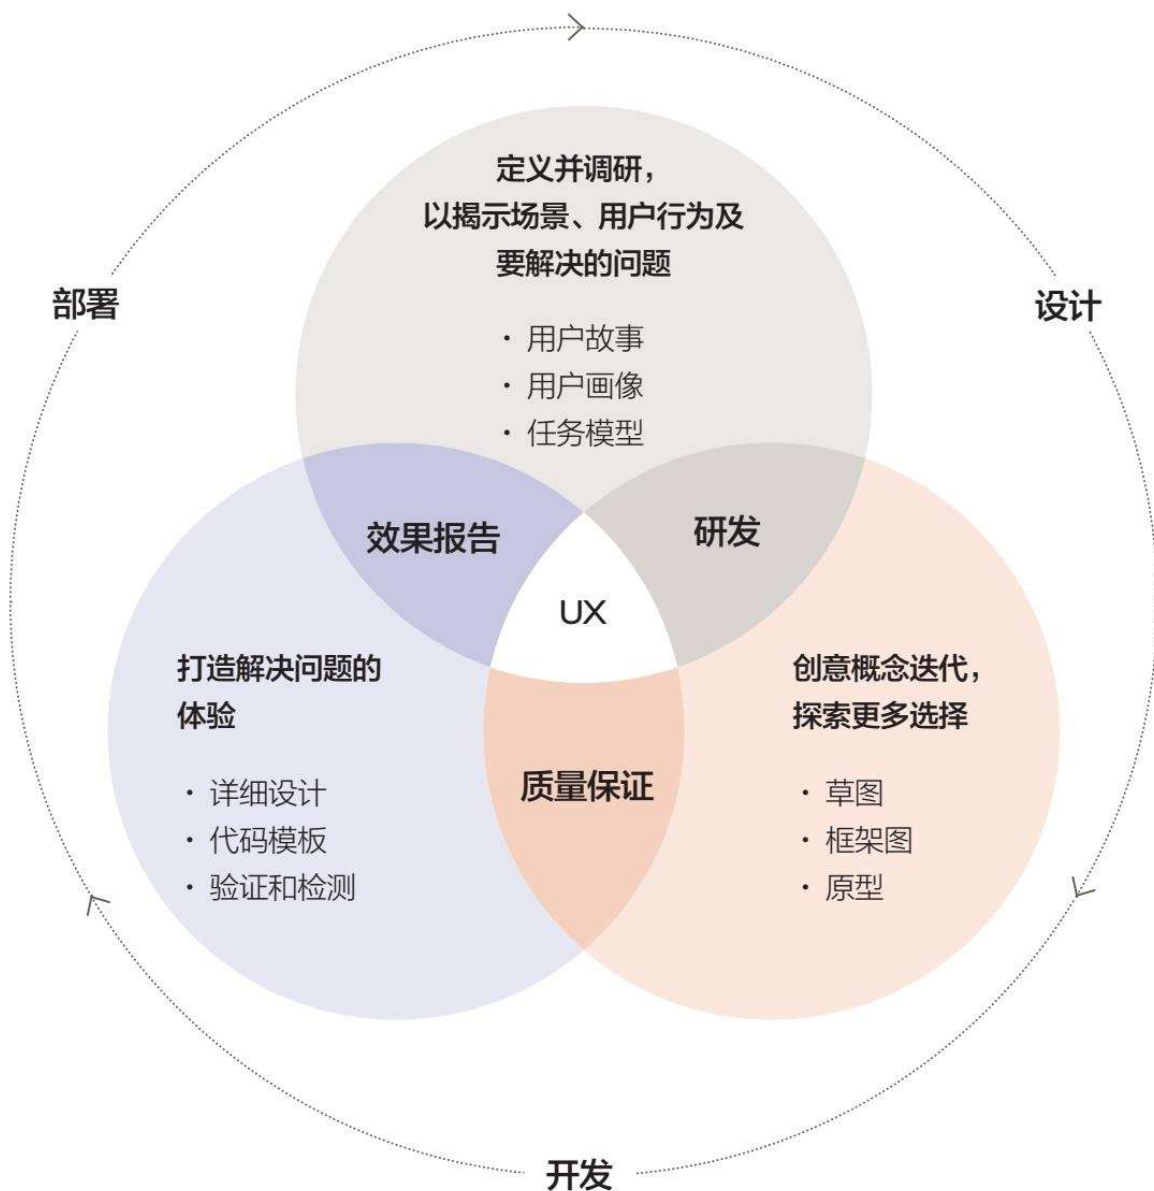 定义并调研，
以揭示场景、用户行为及
要解决的问题
部署
设计
· 用户故事
· 用户画像
· 任务模型
效果报告
研发
UX
打造解决问题的
体验
· 详细设计
· 代码模板
· 验证和检测
创意概念迭代，
探索更多选择
· 草图
· 框架图
· 原型
质量保证
开发